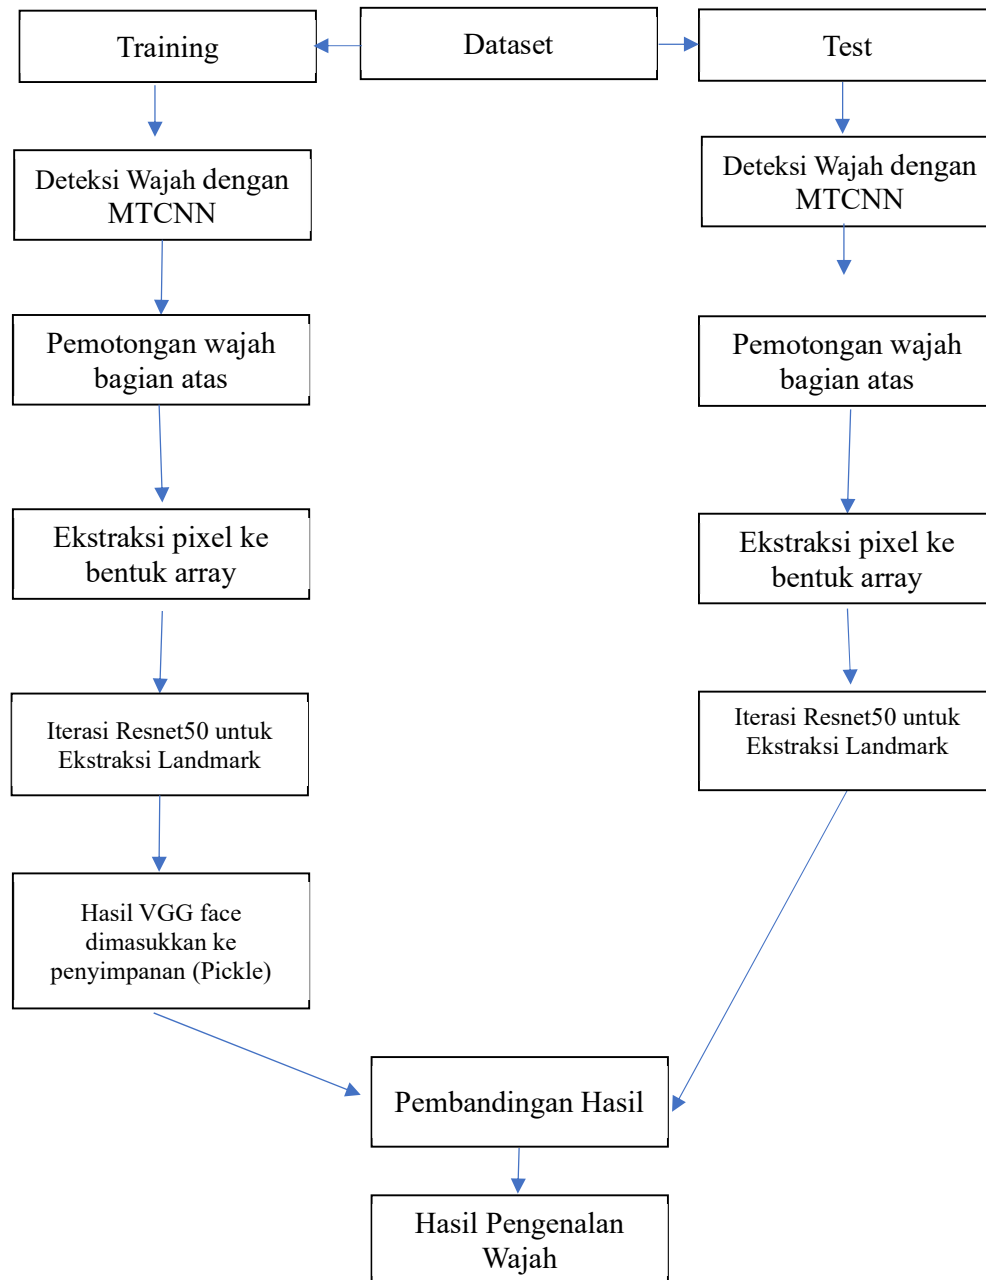 Training
Dataset
Test
Deteksi Wajah dengan
MTCNN
Deteksi Wajah dengan
MTCNN
Pemotongan wajah
bagian atas
Pemotongan wajah
bagian atas
Ekstraksi pixel ke
bentuk array
Ekstraksi pixel ke
bentuk array
Iterasi Resnet50 untuk
Ekstraksi Landmark
Iterasi Resnet50 untuk
Ekstraksi Landmark
Hasil VGG face
dimasukkan ke
penyimpanan (Pickle)
Pembandingan Hasil
Hasil Pengenalan
Wajah